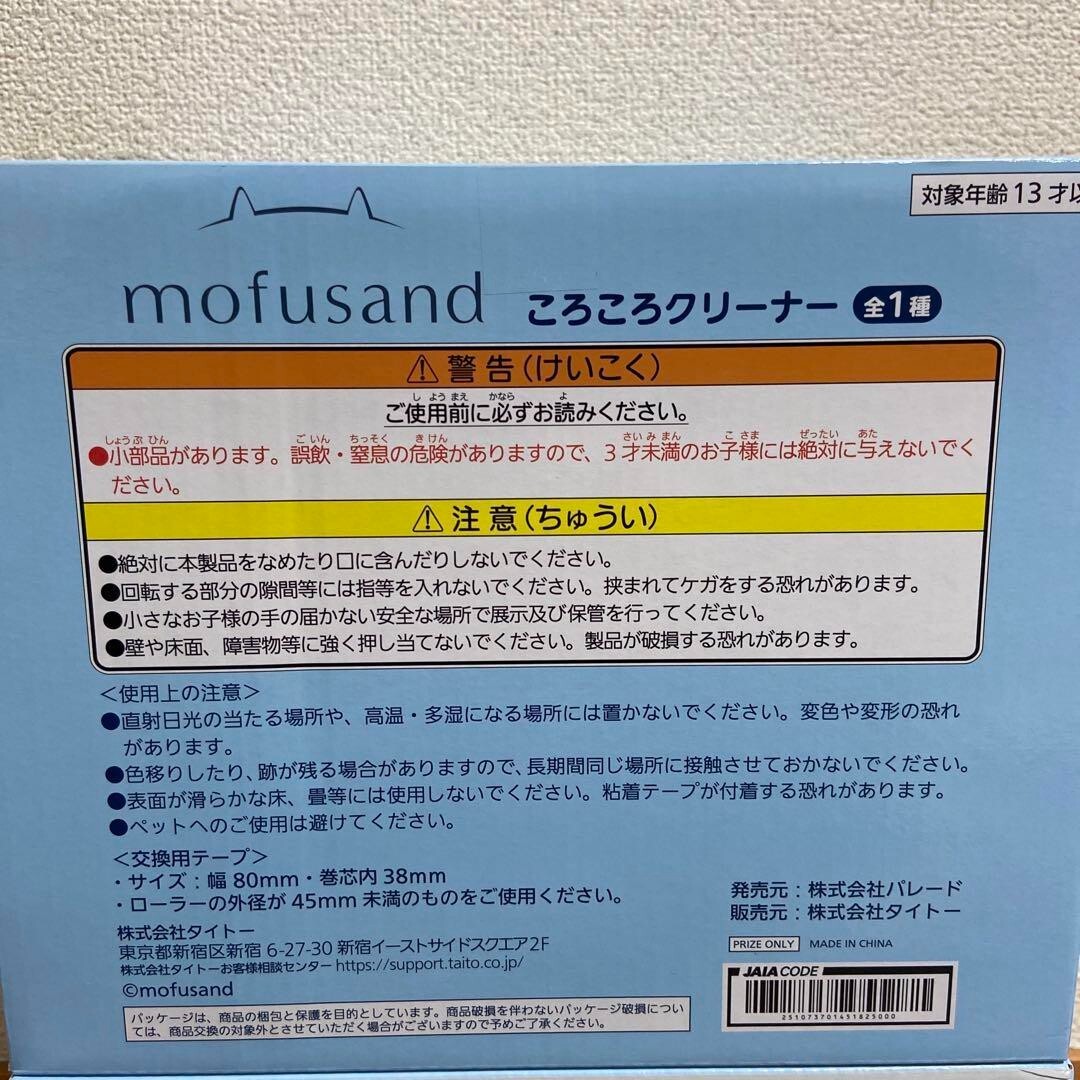 対象年齢13才以
mofusand ころころクリーナー 全1種
⚠警告(けいこく)
ご使用前に必ずお読みください。
●小部品があります。誤飲・窒息の危険がありますので、3才未満のお子様には絶対に与えないでく
ださい。
⚠注意(ちゅうい)
●絶対に本製品をなめたり口に含んだりしないでください。
●回転する部分の隙間等には指等を入れないでください。挟まれてケガをする恐れがあります。
●小さなお子様の手の届かない安全な場所で展示及び保管を行ってください。
●壁や床面、障害物等に強く押し当てないでください。製品が破損する恐れがあります。
<使用上の注意>
●直射日光の当たる場所や、高温・多湿になる場所には置かないでください。変色や変形の恐れ
があります。
●色移りしたり、跡が残る場合がありますので、長期間同じ場所に接触させておかないでください。
●表面が滑らかな床、畳等には使用しないでください。粘着テープが付着する恐れがあります。
●ペットへのご使用は避けてください。
<交換用テープ>
・サイズ:幅80mm・巻芯内38mm
・ローラーの外径が45mm未満のものをご使用ください。
発売元:株式会社パレード
販売元:株式会社タイトー
株式会社タイトー
東京都新宿区新宿6-27-30 新宿イーストサイドスクエア2F
株式会社タイトーお客様相談センター https://support.taito.co.jp/
©mofusand
PRIZE ONLY MADE IN CHINA
JAIA CODE
251073701451825000
パッケージは、商品の梱包と保護を目的としています。商品破損を伴わないパッケージ破損につい
ては、商品交換の対象外とさせていただく場合がございますので予めご了承ください。